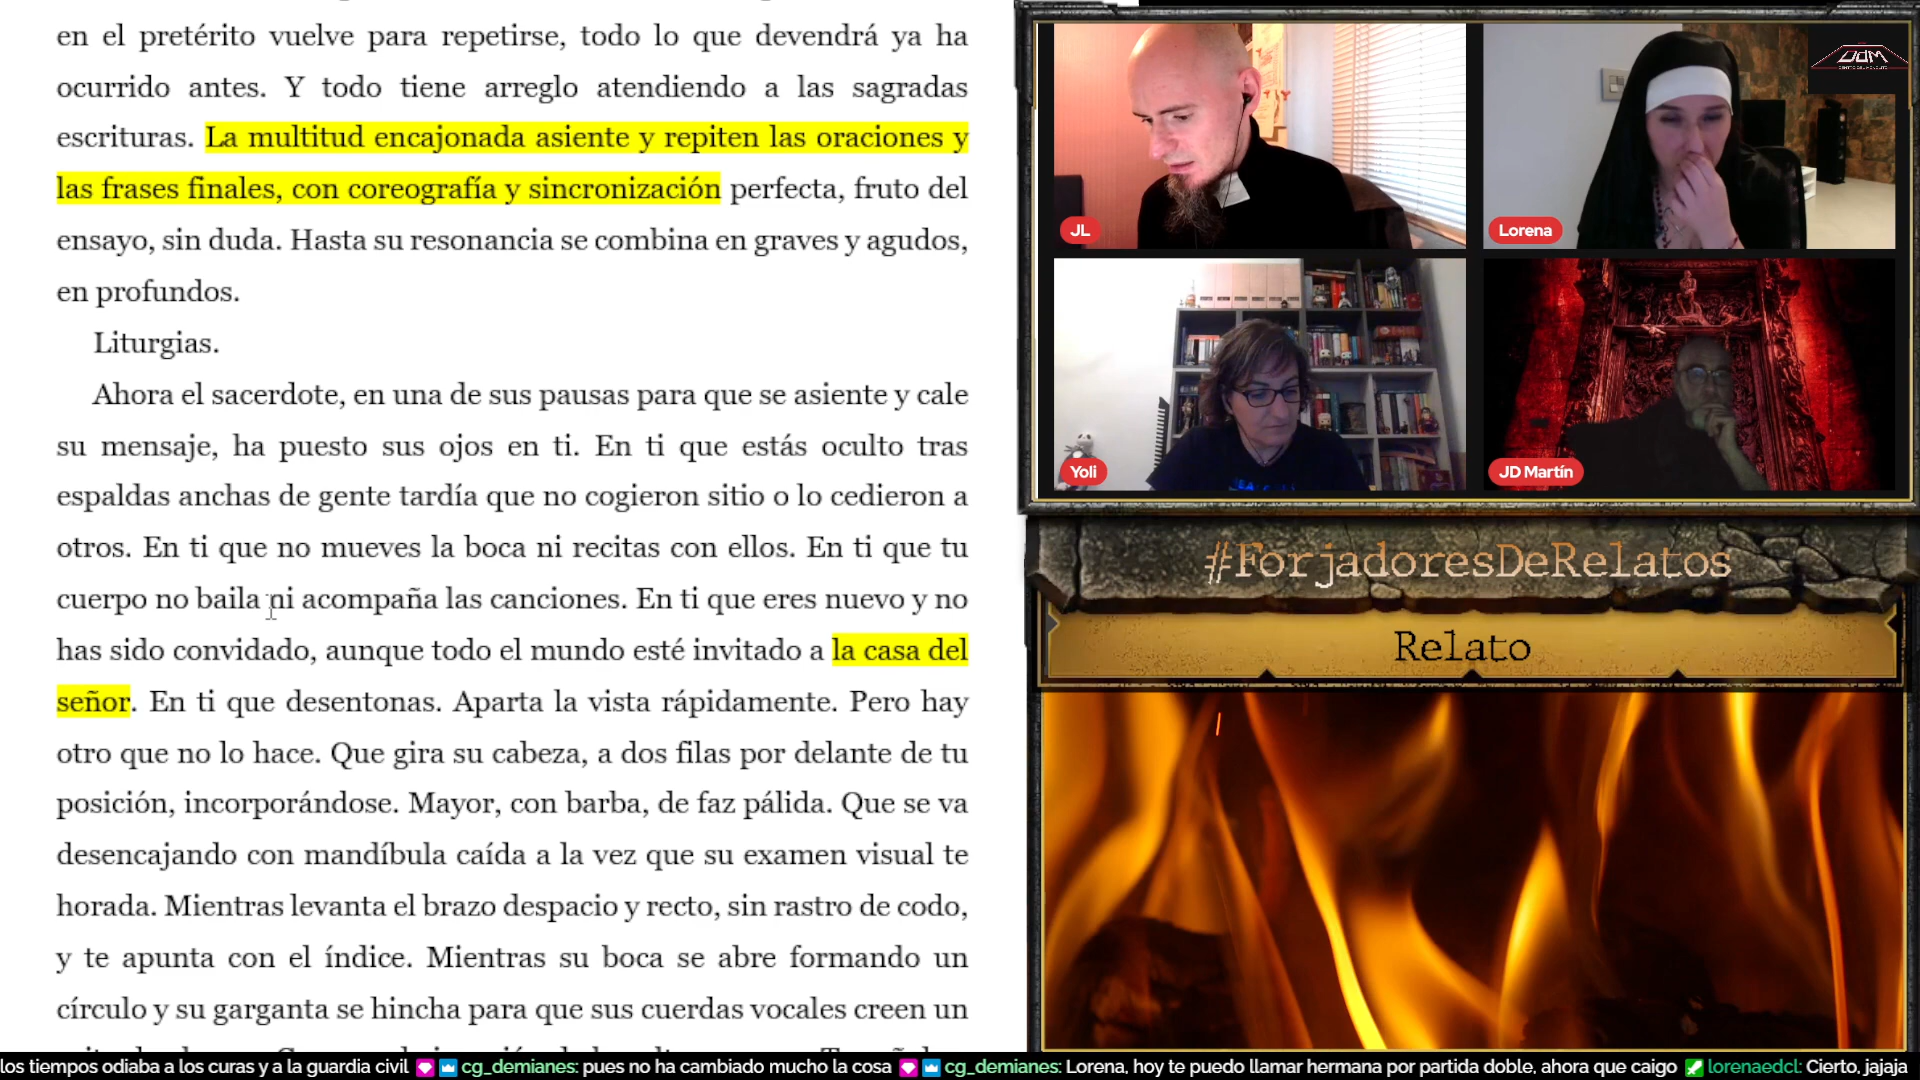 en el pretérito vuelve para repetirse, todo lo que devendrá ya ha
ocurrido antes. Y todo tiene arreglo atendiendo a las sagradas
escrituras. La multitud encajonada asiente y repiten las oraciones y
las frases finales, con coreografía y sincronización perfecta, fruto del
ensayo, sin duda. Hasta su resonancia se combina en graves y agudos,
en profundos.
Liturgias.
Ahora el sacerdote, en una de sus pausas para que se asiente y cale
su mensaje, ha puesto sus ojos en ti. En ti que estás oculto tras
espaldas anchas de gente tardía que no cogieron sitio o lo cedieron a
otros. En ti que no mueves la boca ni recitas con ellos. En ti que tu
cuerpo no baila ni acompaña las canciones. En ti que eres nuevo y no
has sido convidado, aunque todo el mundo esté invitado a la casa del
señor. En ti que desentonas. Aparta la vista rápidamente. Pero hay
otro que no lo hace. Que gira su cabeza, a dos filas por delante de tu
posición, incorporándose. Mayor, con barba, de faz pálida. Que se va
desencajando con mandíbula caída a la vez que su examen visual te
horada. Mientras levanta el brazo despacio y recto, sin rastro de codo,
y te apunta con el índice. Mientras su boca se abre formando un
círculo y su garganta se hincha para que sus cuerdas vocales creen un
JL
Lorena
DDM
Yoli
JD Martín
#ForjadoresDeRelatos
Relato
los tiempos odiaba a los curas y a la guardia civil cg_demianes: pues no ha cambiado mucho la cosa cg_demianes: Lorena, hoy te puedo llamar hermana por partida doble, ahora que caigo lorenaedcl: Cierto, jajaja